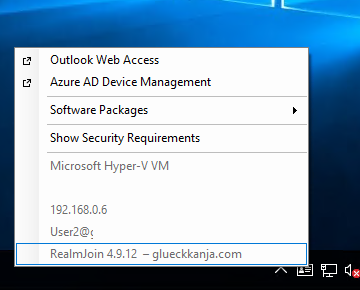 Outlook Web Access
Azure AD Device Management
Software Packages
Show Security Requirements
Microsoft Hyper-V VM
192.168.0.6
User2@g
RealmJoin 4.9.12 – glueckkanja.com